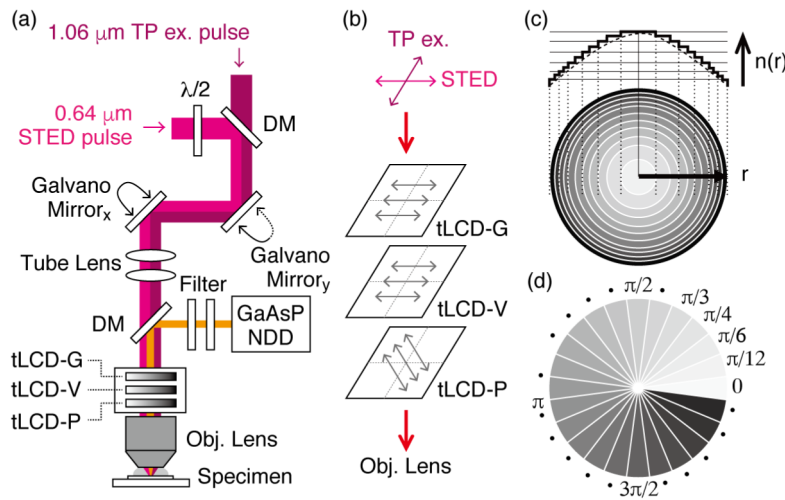 (a)
1.06 μm TP ex. pulse
λ/2
0.64 μm
STED pulse
DM
Galvano
Mirrorx
Galvano
Mirrory
Tube Lens
Filter
DM
GaAsP
NDD
tLCD-G
tLCD-V
tLCD-P
Obj. Lens
Specimen
(b)
TP ex.
STED
tLCD-G
tLCD-V
tLCD-P
Obj. Lens
(c)
n(r)
r
(d)
π/2
π/3
π/4
π/6
π/12
0
π
3π/2